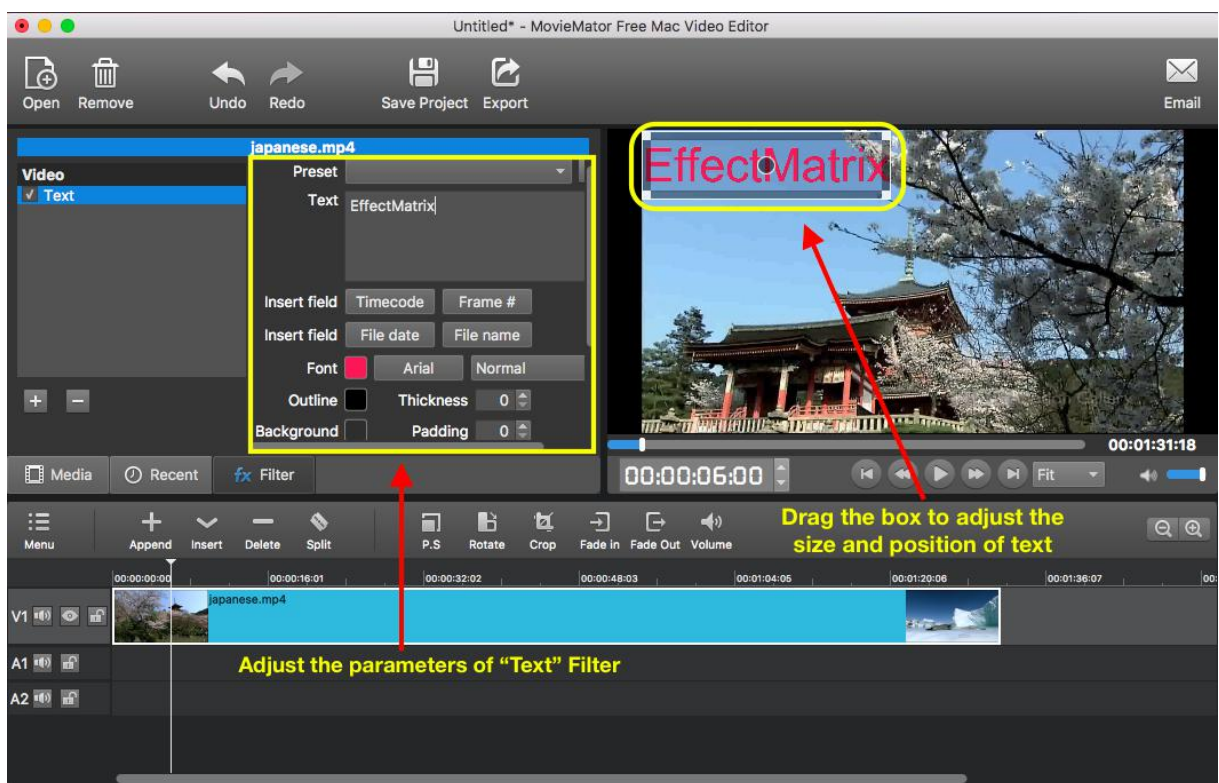 Untitled* - MovieMator Free Mac Video Editor
Open Remove Undo Redo Save Project Export Email
japanese.mp4
Video
Text
Preset
Text EffectMatrix
Insert field Timecode Frame #
Insert field File date File name
Font Arial Normal
Outline Thickness 0
Background Padding 0
EffectMatrix
00:01:31:18
Media Recent fx Filter
00:00:06:00 Fit
Drag the box to adjust the
size and position of text
Menu Append Insert Delete Split P.S Rotate Crop Fade in Fade Out Volume
00:00:00:00 00:00:16:01 00:00:32:02 00:00:48:03 00:01:04:05 00:01:20:06 00:01:36:07 00:
V1 japanese.mp4
Adjust the parameters of “Text” Filter
A1
A2